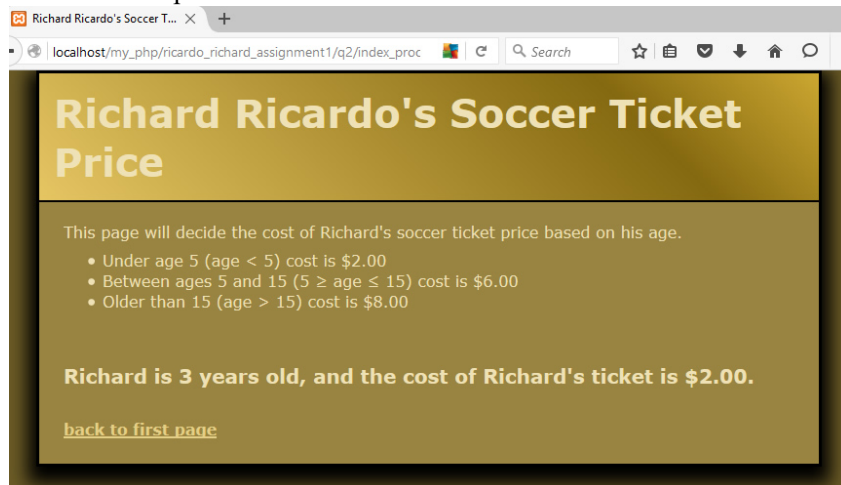 Richard Ricardo's Soccer T...
localhost/my_php/ricardo_richard_assignment1/q2/index_proc
Search
Richard Ricardo's Soccer Ticket
Price
This page will decide the cost of Richard's soccer ticket price based on his age.
• Under age 5 (age < 5) cost is $2.00
• Between ages 5 and 15 (5 ≥ age ≤ 15) cost is $6.00
• Older than 15 (age > 15) cost is $8.00
Richard is 3 years old, and the cost of Richard's ticket is $2.00.
back to first page